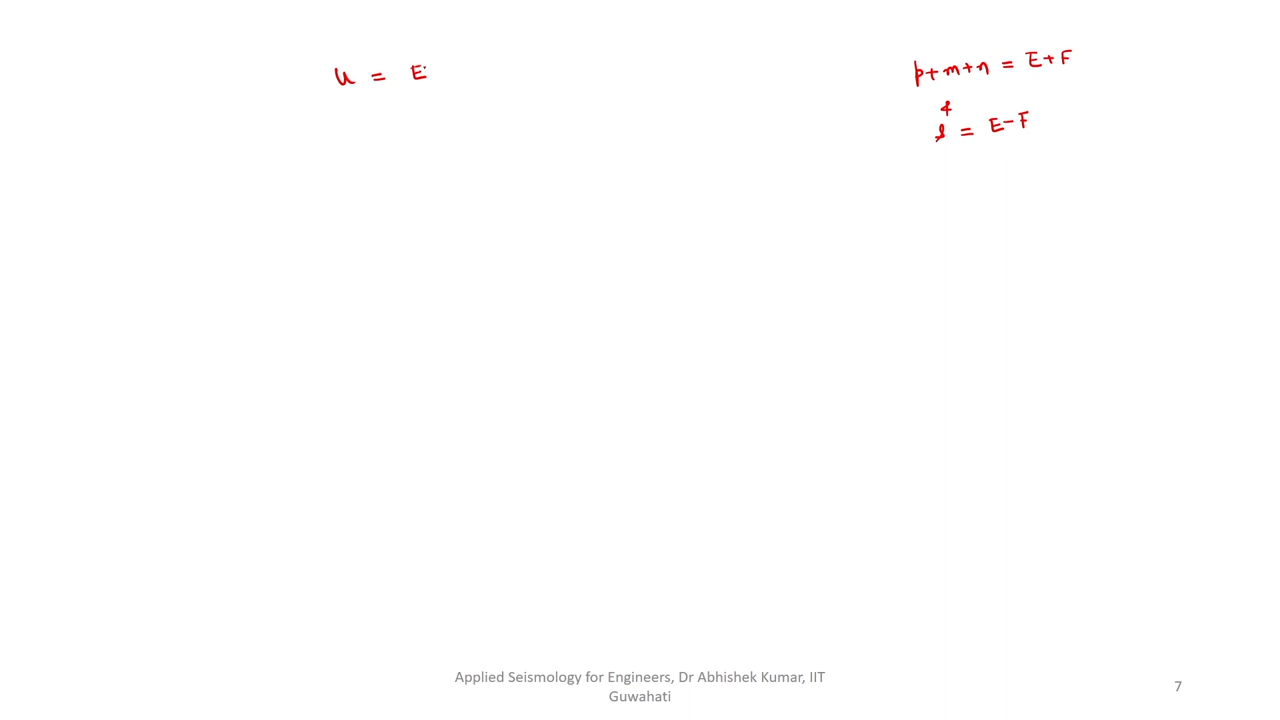 u = E
p+m+n = E+F
&
s = E-F
Applied Seismology for Engineers, Dr Abhishek Kumar, IIT
Guwahati
7